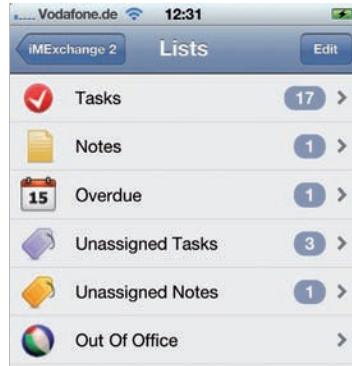 Vodafone.de 12:31
iMExchange 2 Lists Edit
Tasks 17
Notes 1
15 Overdue 1
Unassigned Tasks 3
Unassigned Notes 1
Out Of Office